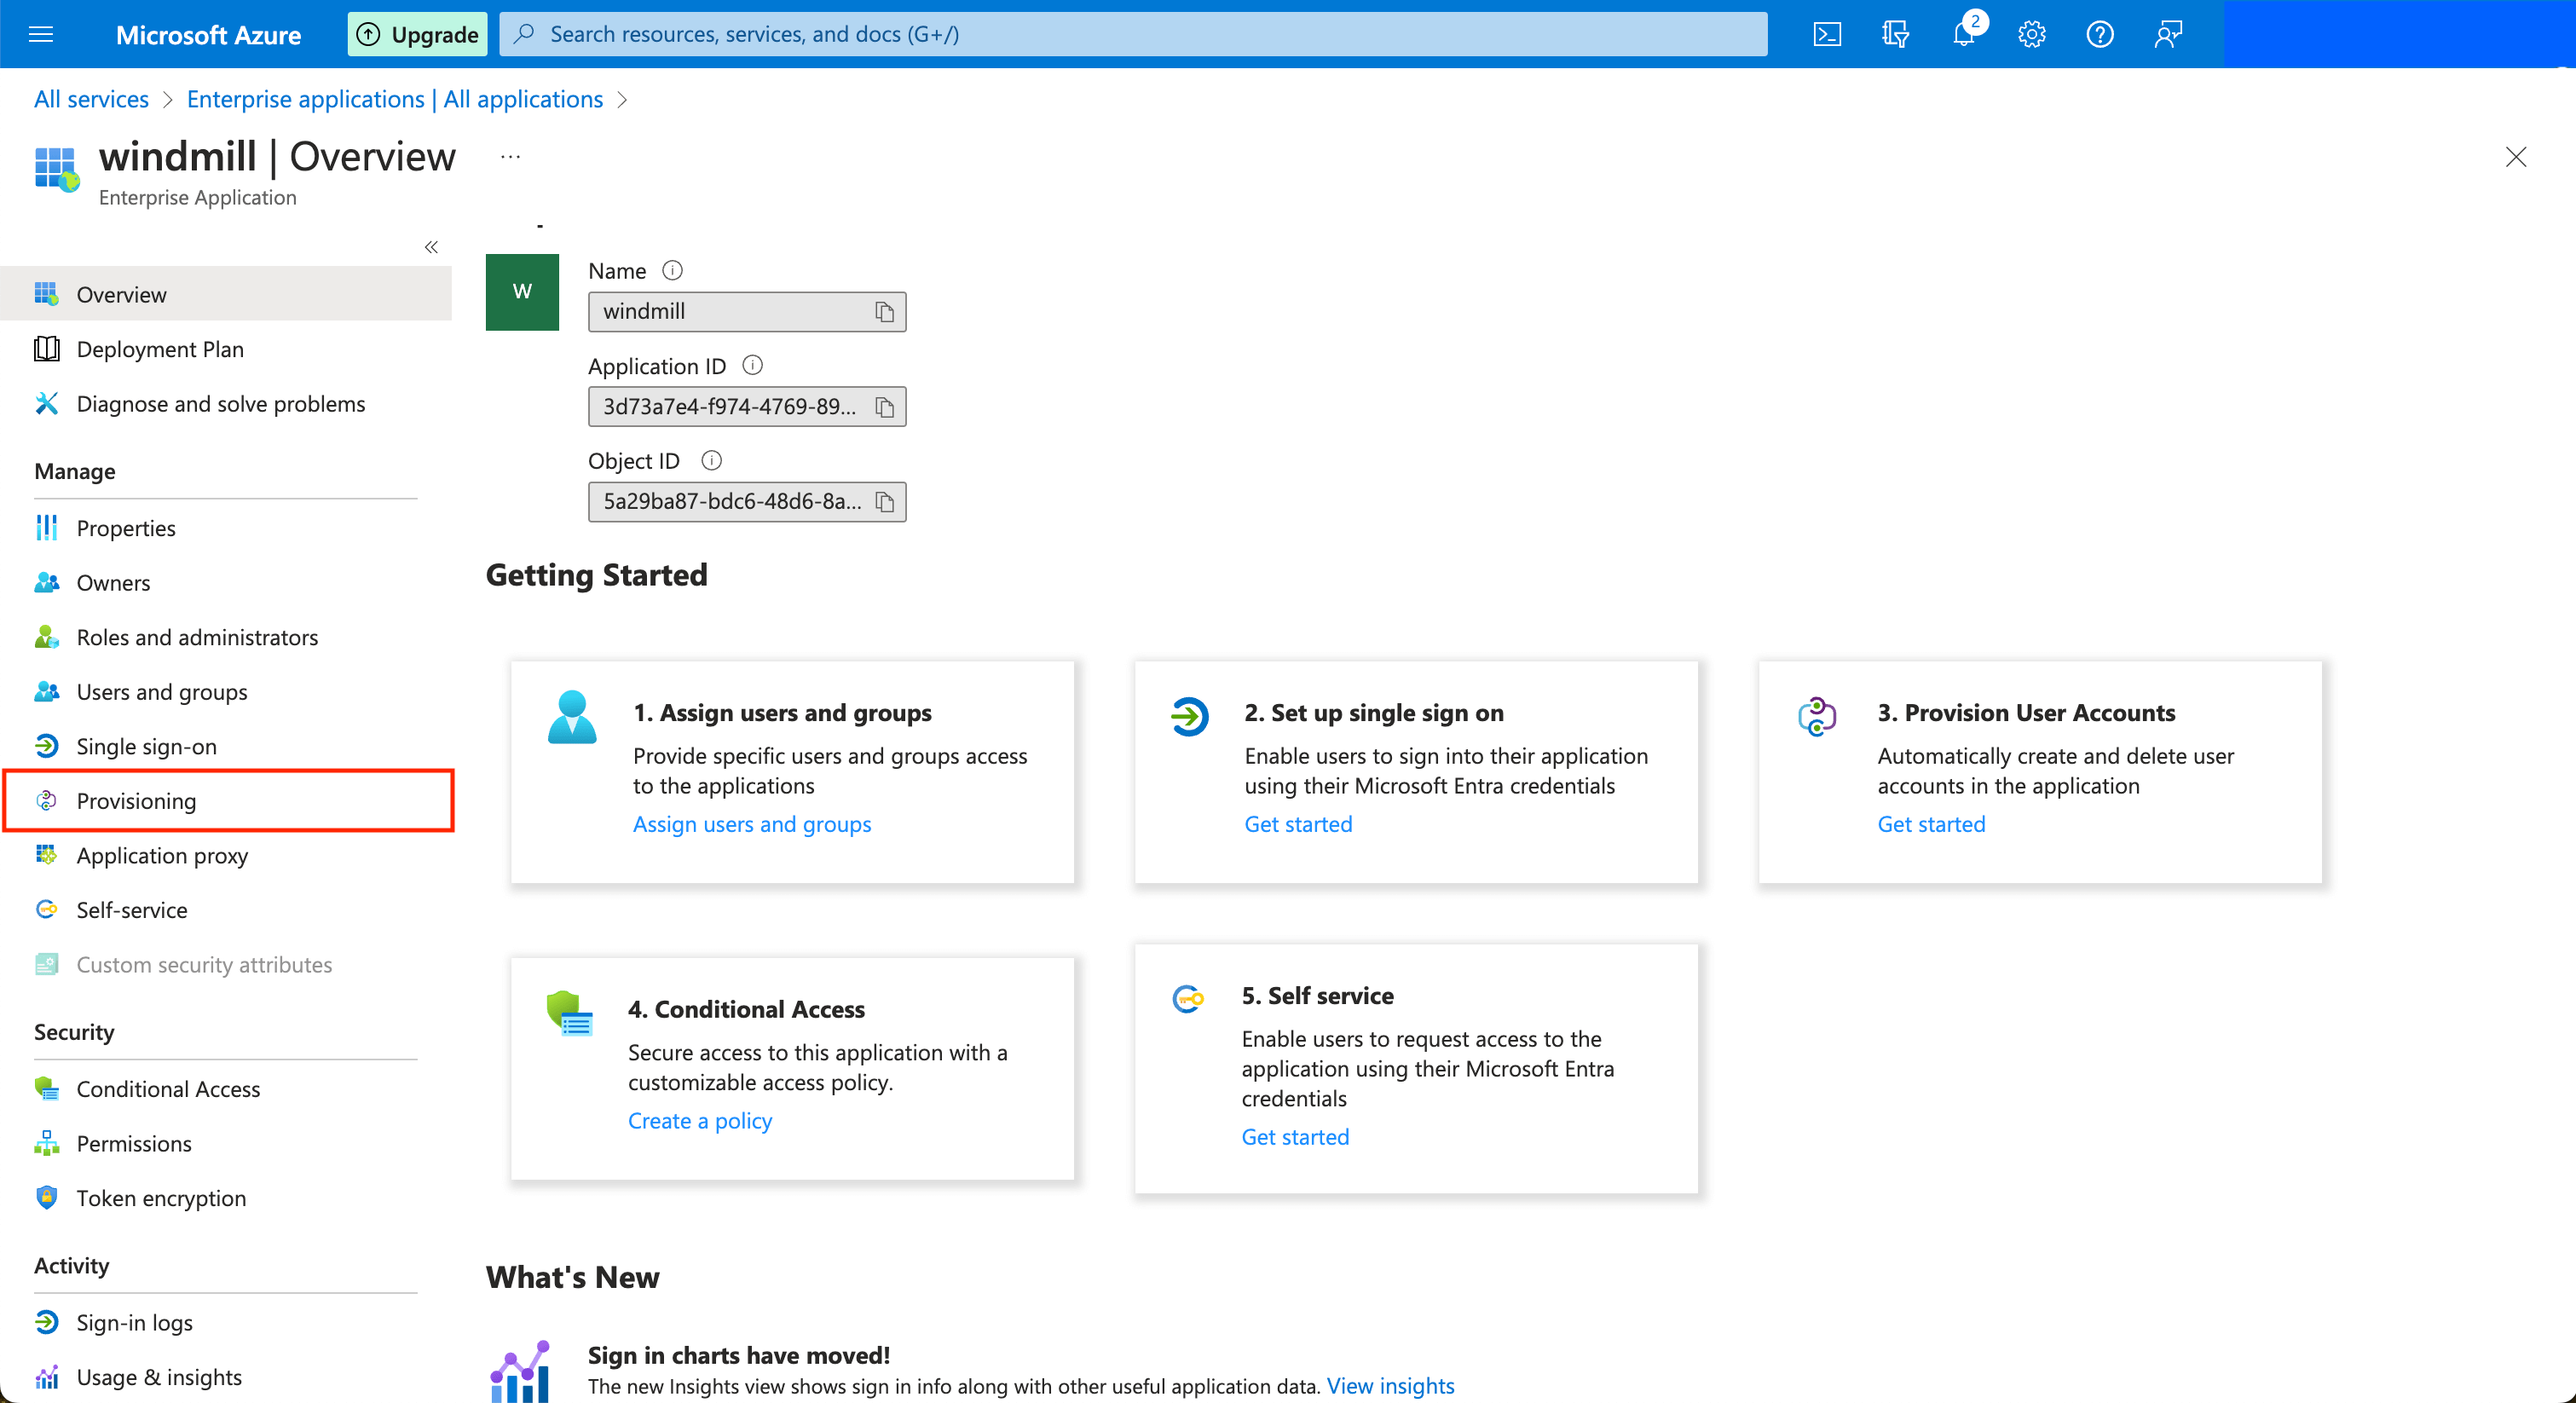 Microsoft Azure
Upgrade
Search resources, services, and docs (G+/)
2
All services > Enterprise applications | All applications >
windmill | Overview ...
Enterprise Application
Overview
Deployment Plan
Diagnose and solve problems
Manage
Properties
Owners
Roles and administrators
Users and groups
Single sign-on
Provisioning
Application proxy
Self-service
Custom security attributes
Security
Conditional Access
Permissions
Token encryption
Activity
Sign-in logs
Usage & insights
W
Name
windmill
Application ID
3d73a7e4-f974-4769-89...
Object ID
5a29ba87-bdc6-48d6-8a...
Getting Started
1. Assign users and groups
Provide specific users and groups access
to the applications
Assign users and groups
2. Set up single sign on
Enable users to sign into their application
using their Microsoft Entra credentials
Get started
3. Provision User Accounts
Automatically create and delete user
accounts in the application
Get started
4. Conditional Access
Secure access to this application with a
customizable access policy.
Create a policy
5. Self service
Enable users to request access to the
application using their Microsoft Entra
credentials
Get started
What's New
Sign in charts have moved!
The new Insights view shows sign in info along with other useful application data. View insights